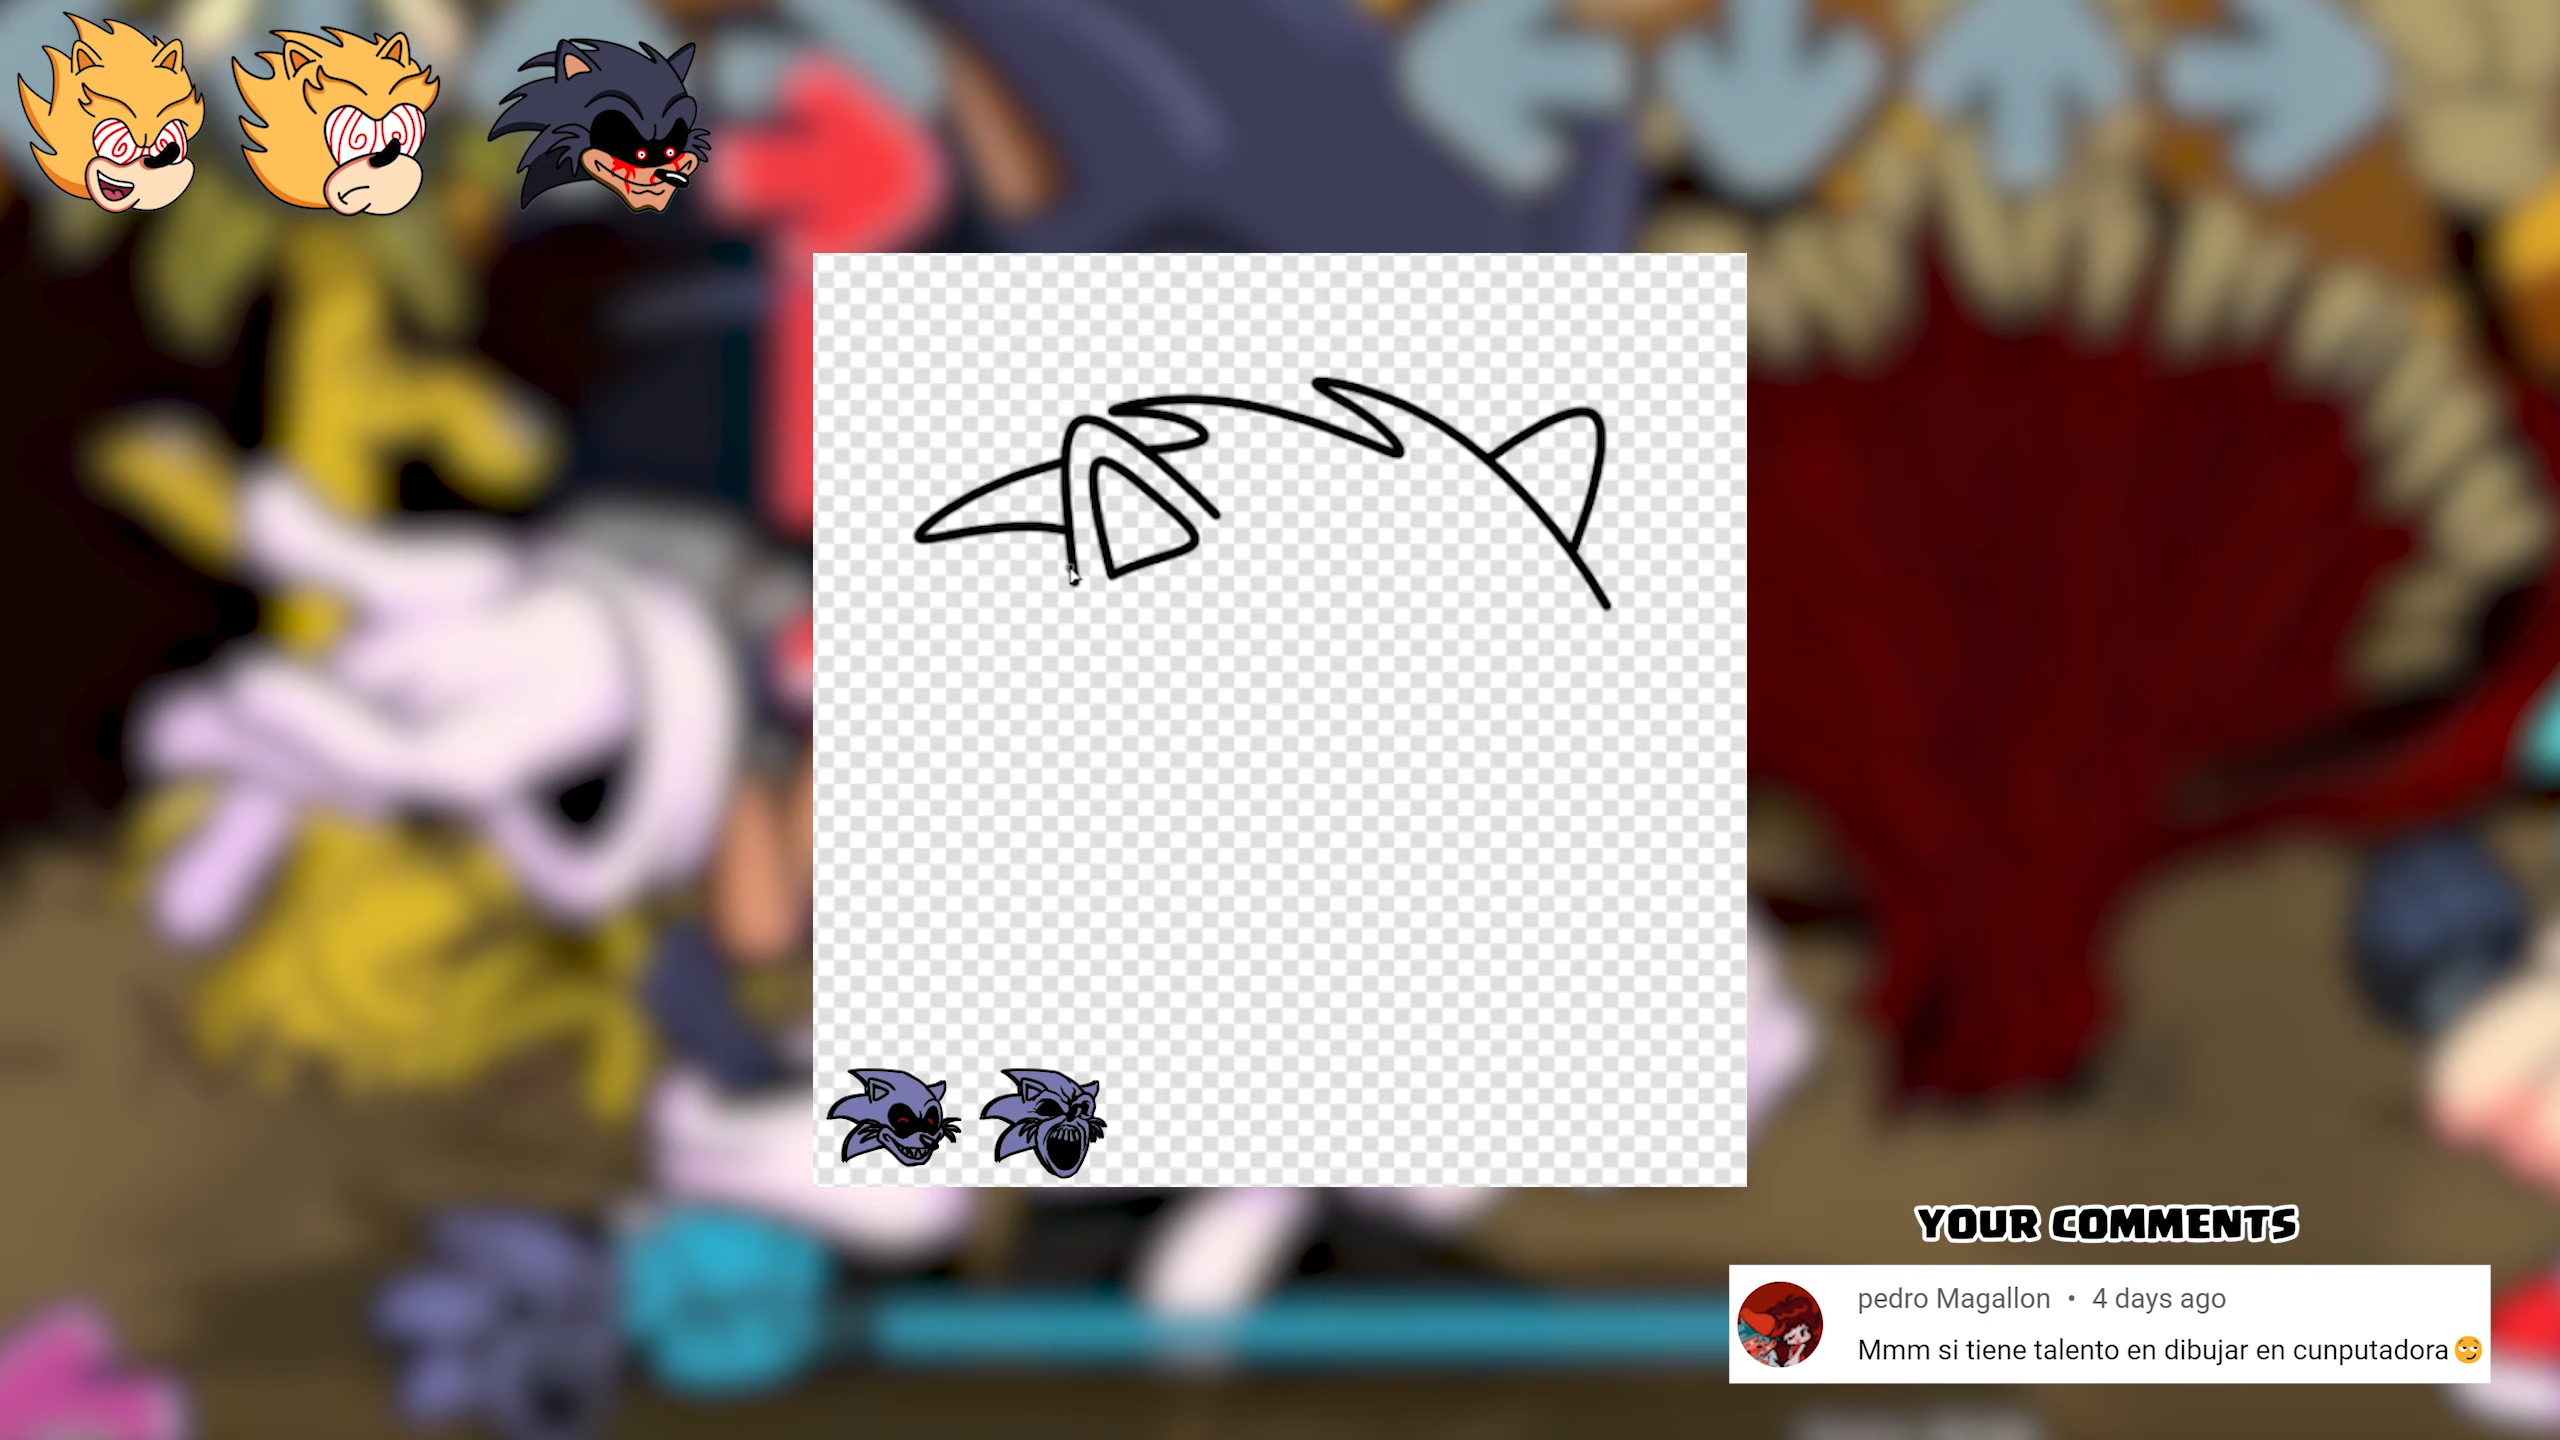 YOUR COMMENTS
pedro Magallon • 4 days ago
Mmm si tiene talento en dibujar en cunputadora😏